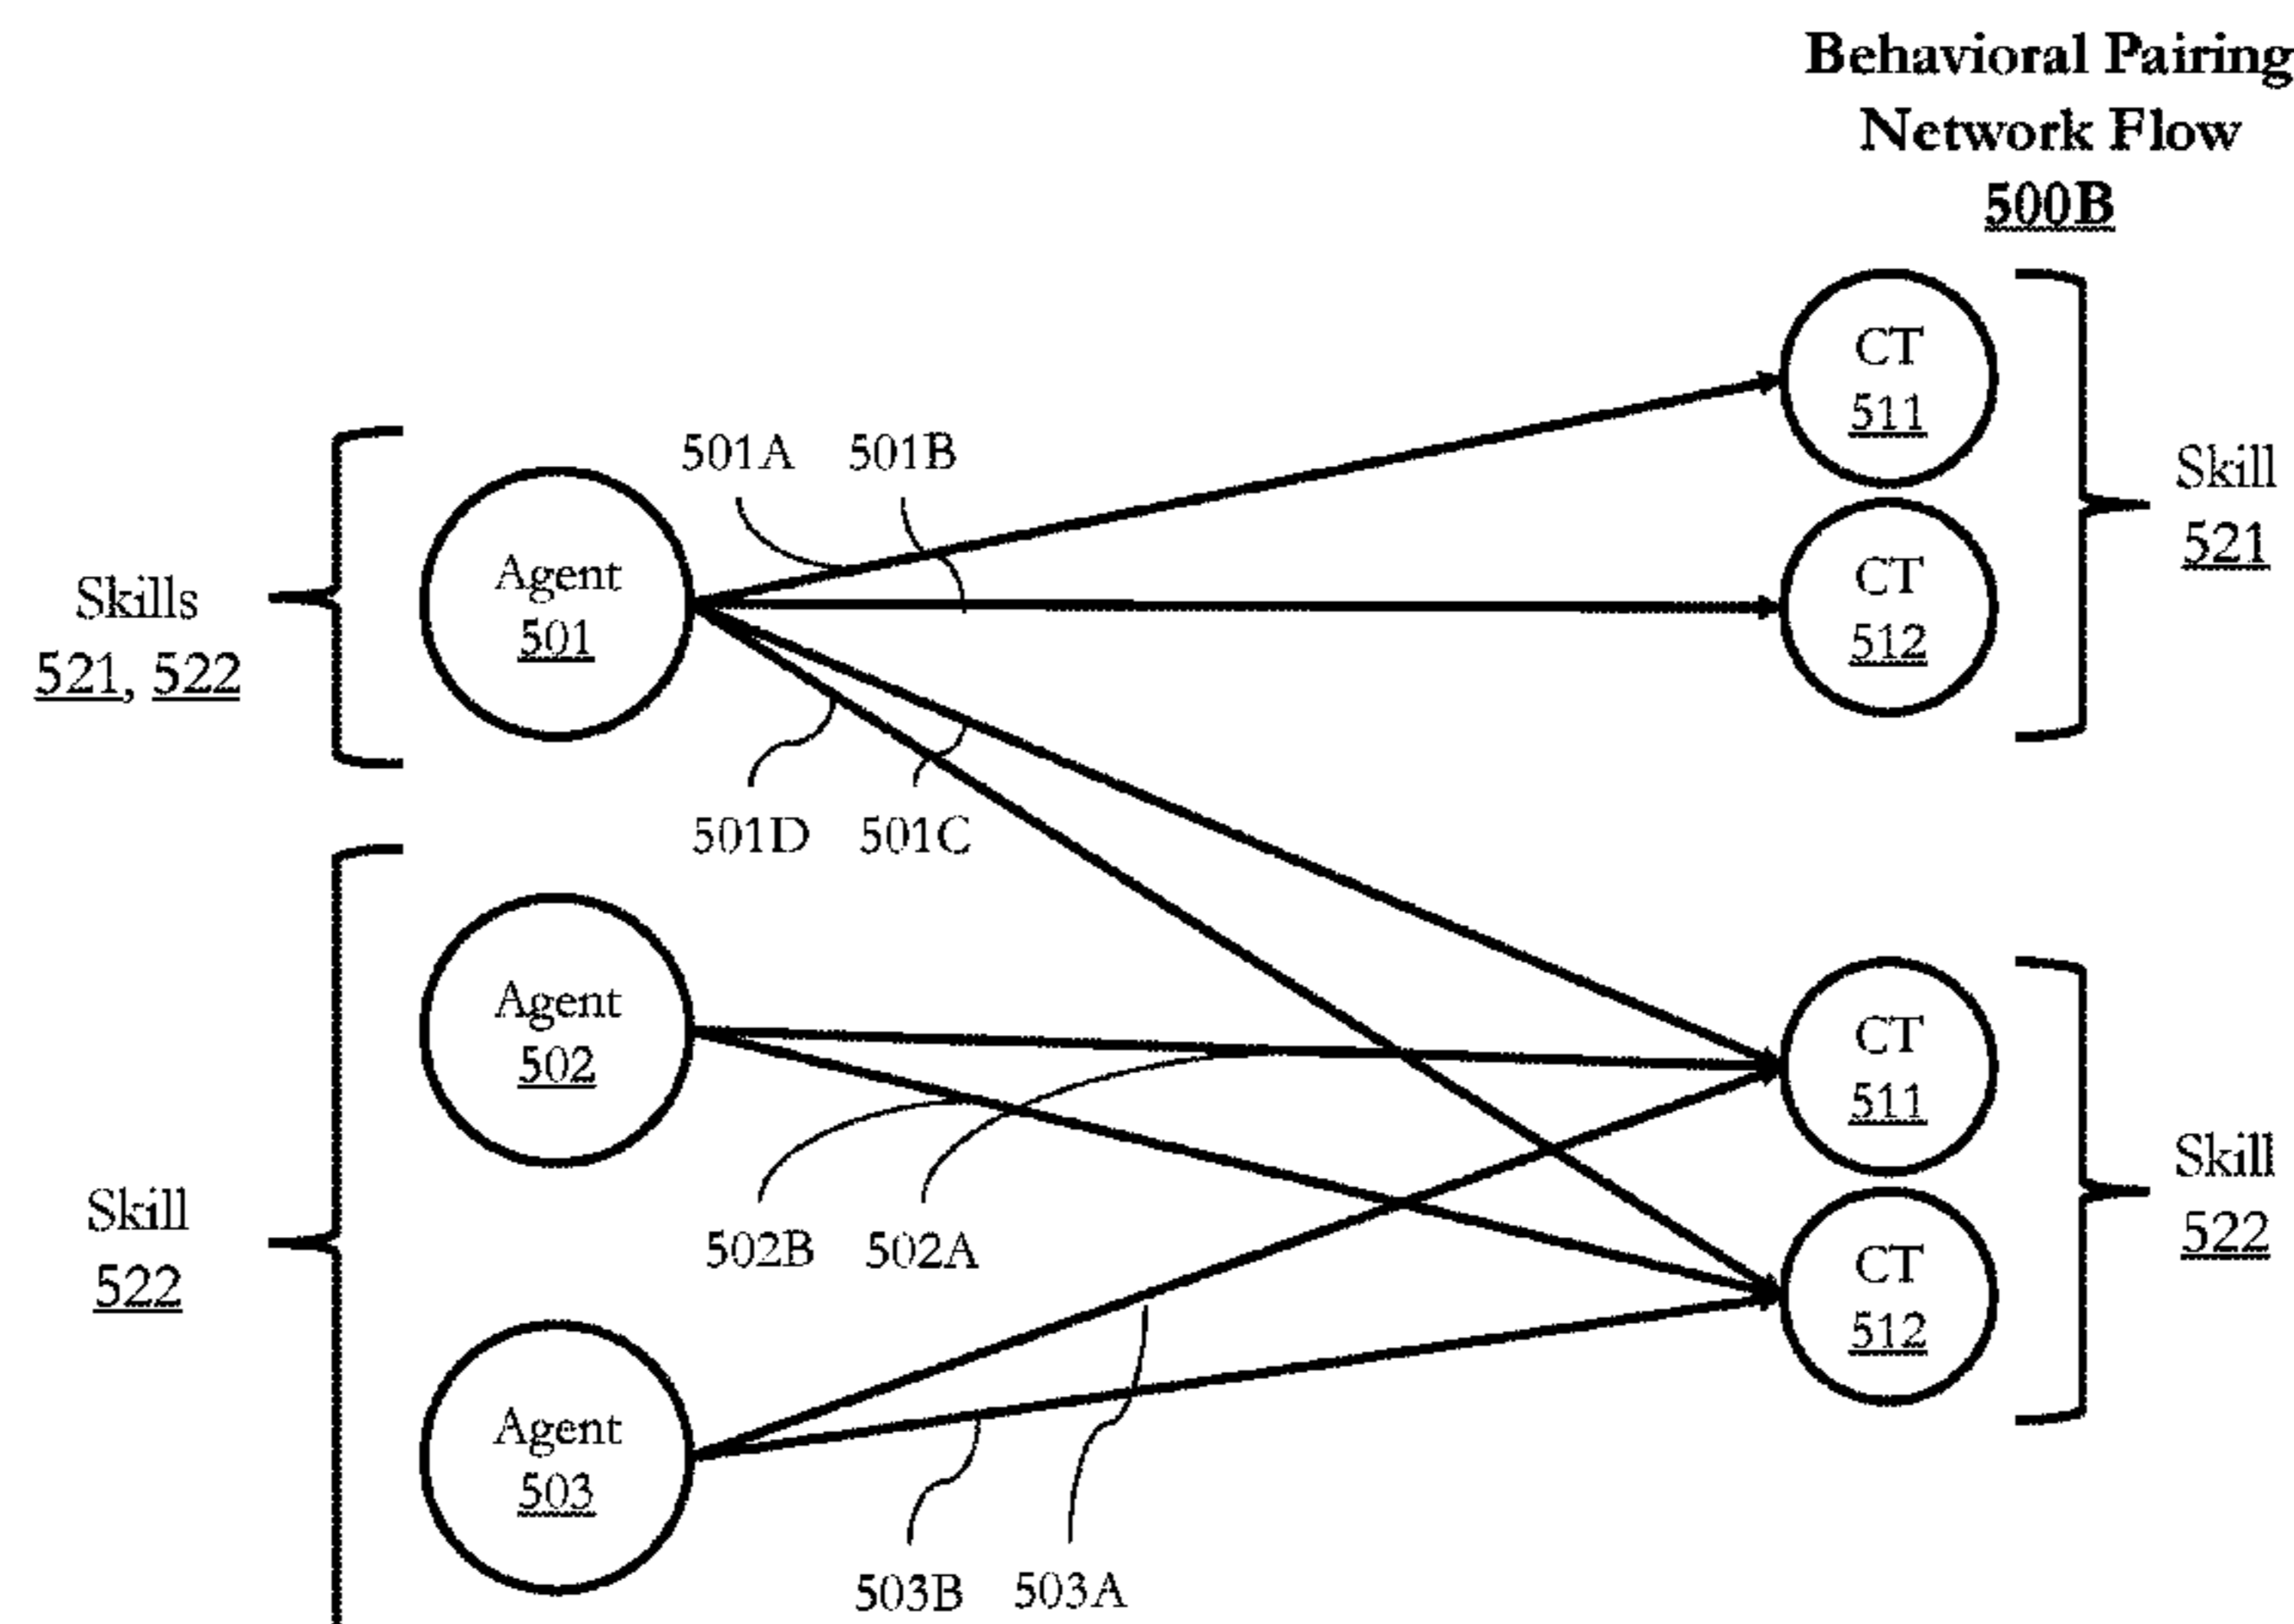 Behavioral Pairing
Network Flow
500B
CT
511
501A 501B
Skill
521
Agent
501
CT
512
Skills
521, 522
501D 501C
Agent
502
CT
511
Skill
522
Skill
522
502B 502A
CT
512
Agent
503
503B 503A